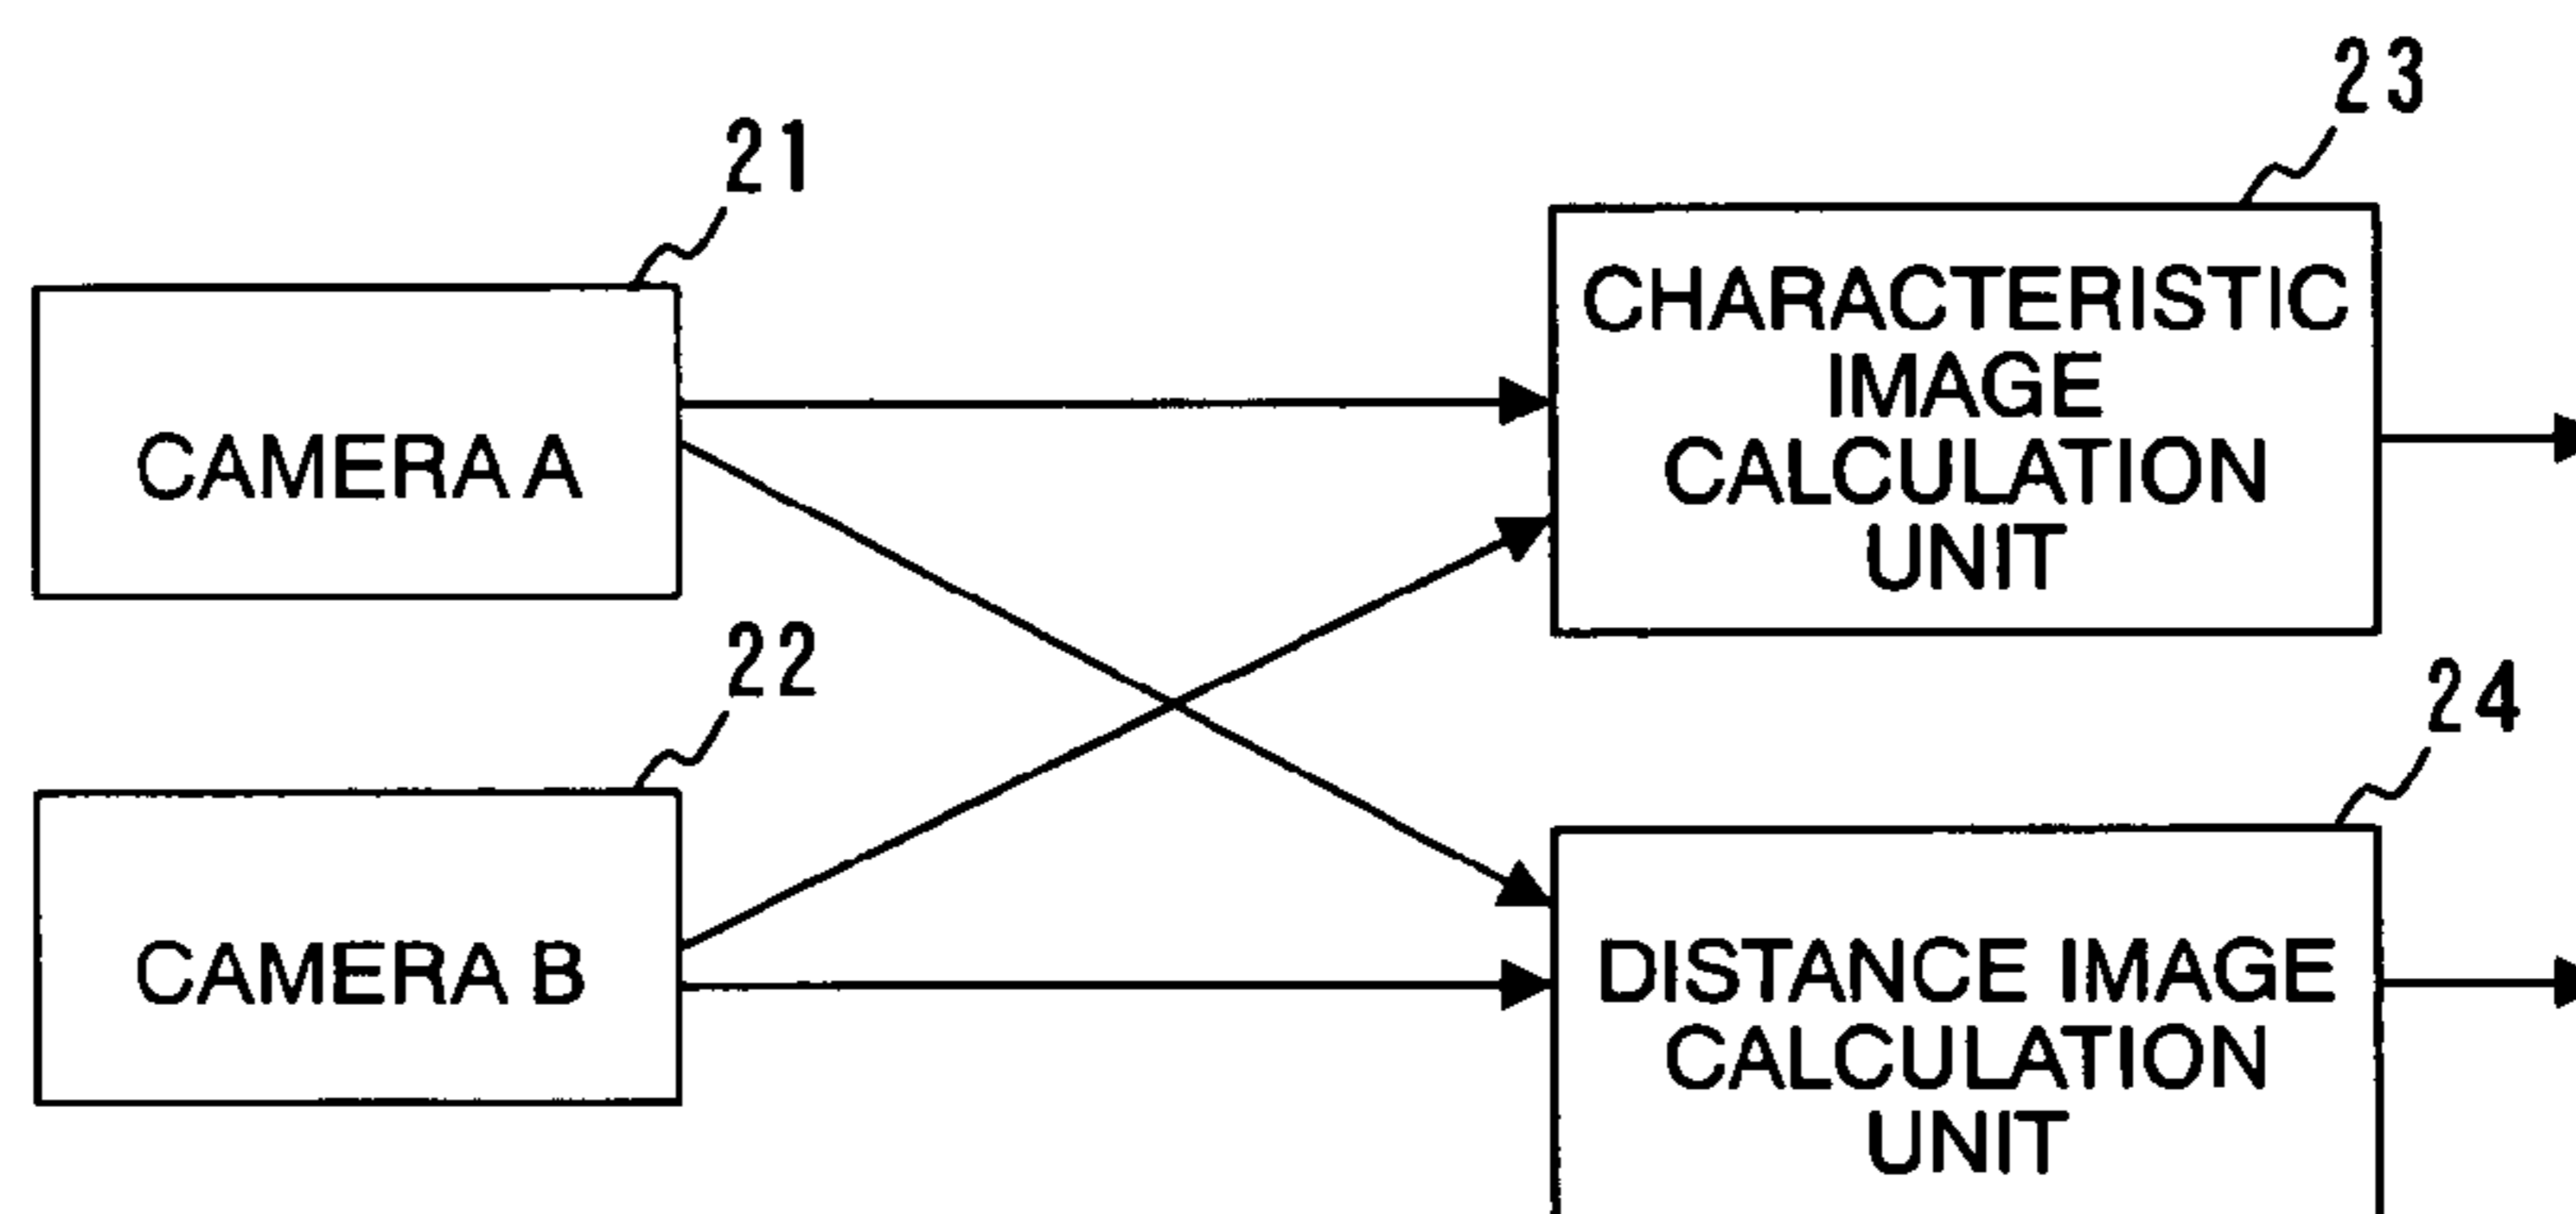 21
CAMERA A
22
CAMERA B
23
CHARACTERISTIC
IMAGE
CALCULATION
UNIT
24
DISTANCE IMAGE
CALCULATION
UNIT